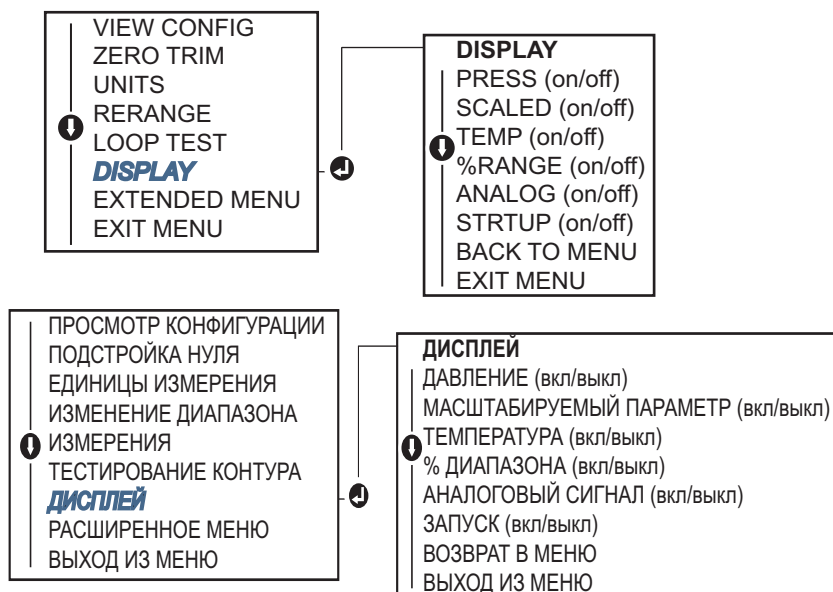 VIEW CONFIG
ZERO TRIM
UNITS
RERANGE
LOOP TEST
DISPLAY
EXTENDED MENU
EXIT MENU
DISPLAY
PRESS (on/off)
SCALED (on/off)
TEMP (on/off)
%RANGE (on/off)
ANALOG (on/off)
STRTUP (on/off)
BACK TO MENU
EXIT MENU
ПРОСМОТР КОНФИГУРАЦИИ
ПОДСТРОЙКА НУЛЯ
ЕДИНИЦЫ ИЗМЕРЕНИЯ
ИЗМЕНЕНИЕ ДИАПАЗОНА
ИЗМЕРЕНИЯ
ТЕСТИРОВАНИЕ КОНТУРА
ДИСПЛЕЙ
РАСШИРЕННОЕ МЕНЮ
ВЫХОД ИЗ МЕНЮ
ДИСПЛЕЙ
ДАВЛЕНИЕ (вкл/выкл)
МАСШТАБИРУЕМЫЙ ПАРАМЕТР (вкл/выкл)
ТЕМПЕРАТУРА (вкл/выкл)
% ДИАПАЗОНА (вкл/выкл)
АНАЛОГОВЫЙ СИГНАЛ (вкл/выкл)
ЗАПУСК (вкл/выкл)
ВОЗВРАТ В МЕНЮ
ВЫХОД ИЗ МЕНЮ